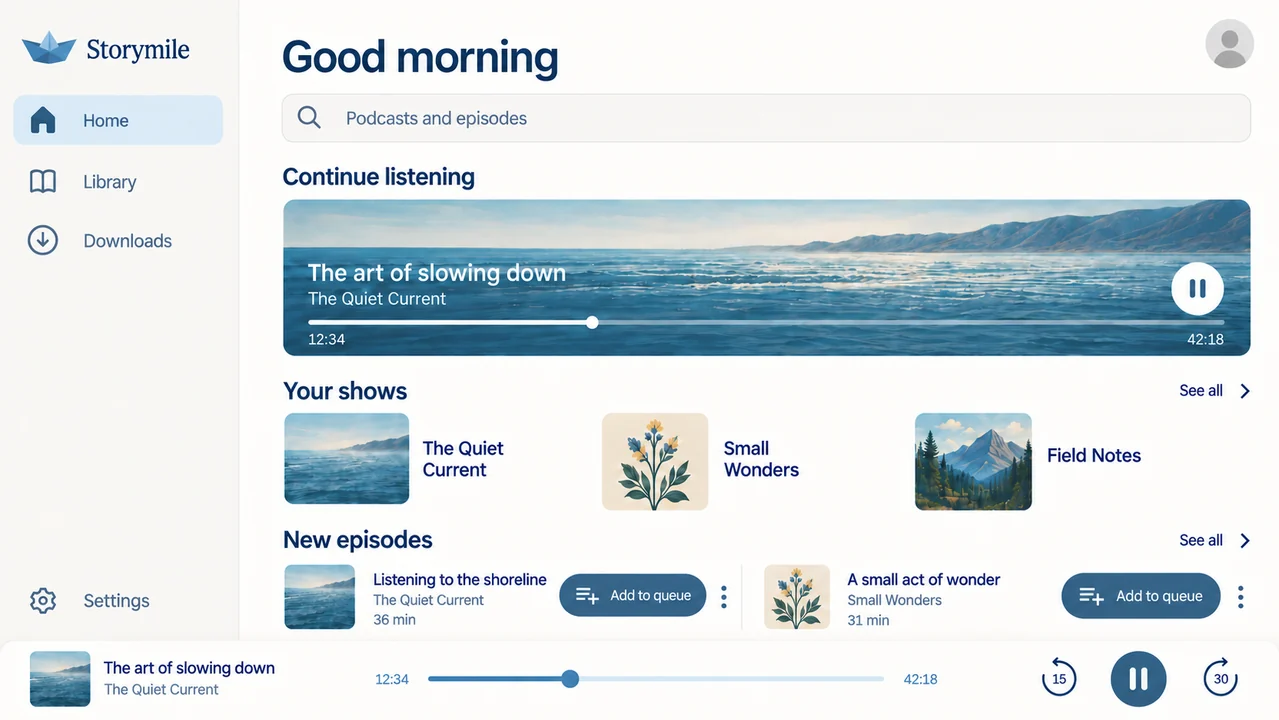 Storymile
Home
Library
Downloads
Settings
Good morning
Podcasts and episodes
Continue listening
The art of slowing down
The Quiet Current
12:34
42:18
Your shows
See all
The Quiet
Current
Small
Wonders
Field Notes
New episodes
See all
Listening to the shoreline
The Quiet Current
36 min
Add to queue
A small act of wonder
Small Wonders
31 min
Add to queue
The art of slowing down
The Quiet Current
12:34
42:18
15
30